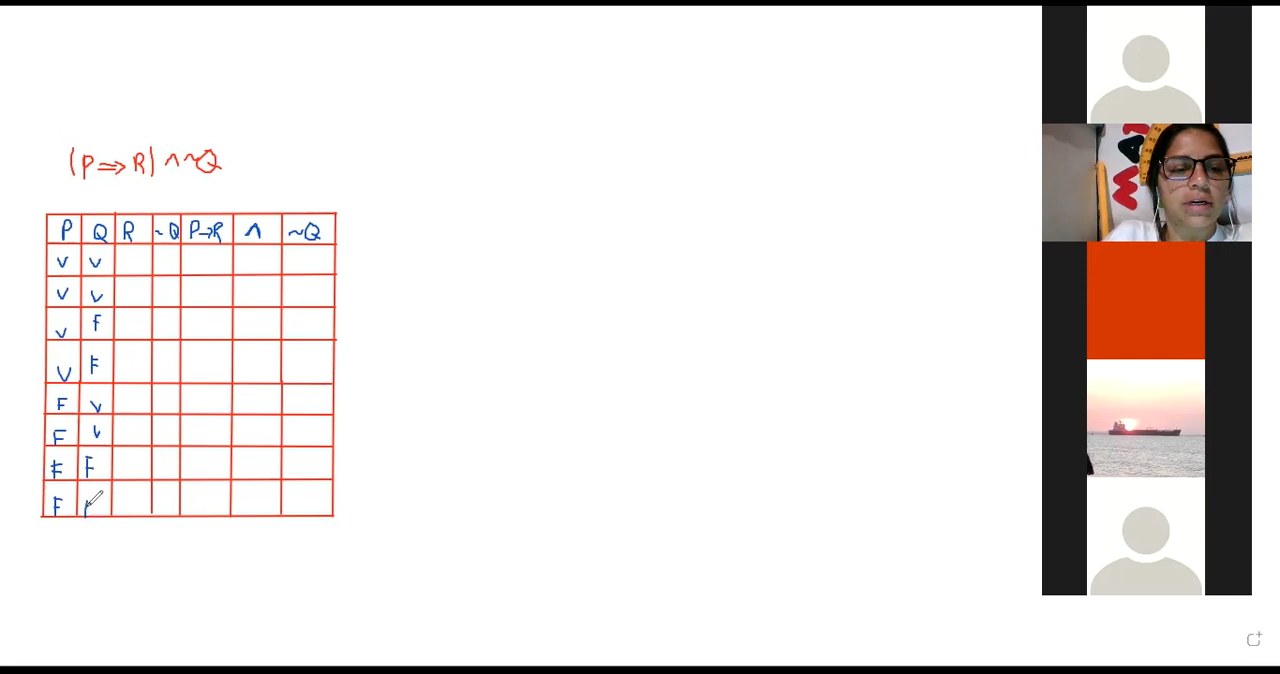 (P⇒R) ∧ ~Q
P Q R ~Q P→R ∧ ~Q
V V
V V
V F
V F
F V
F V
F F
F